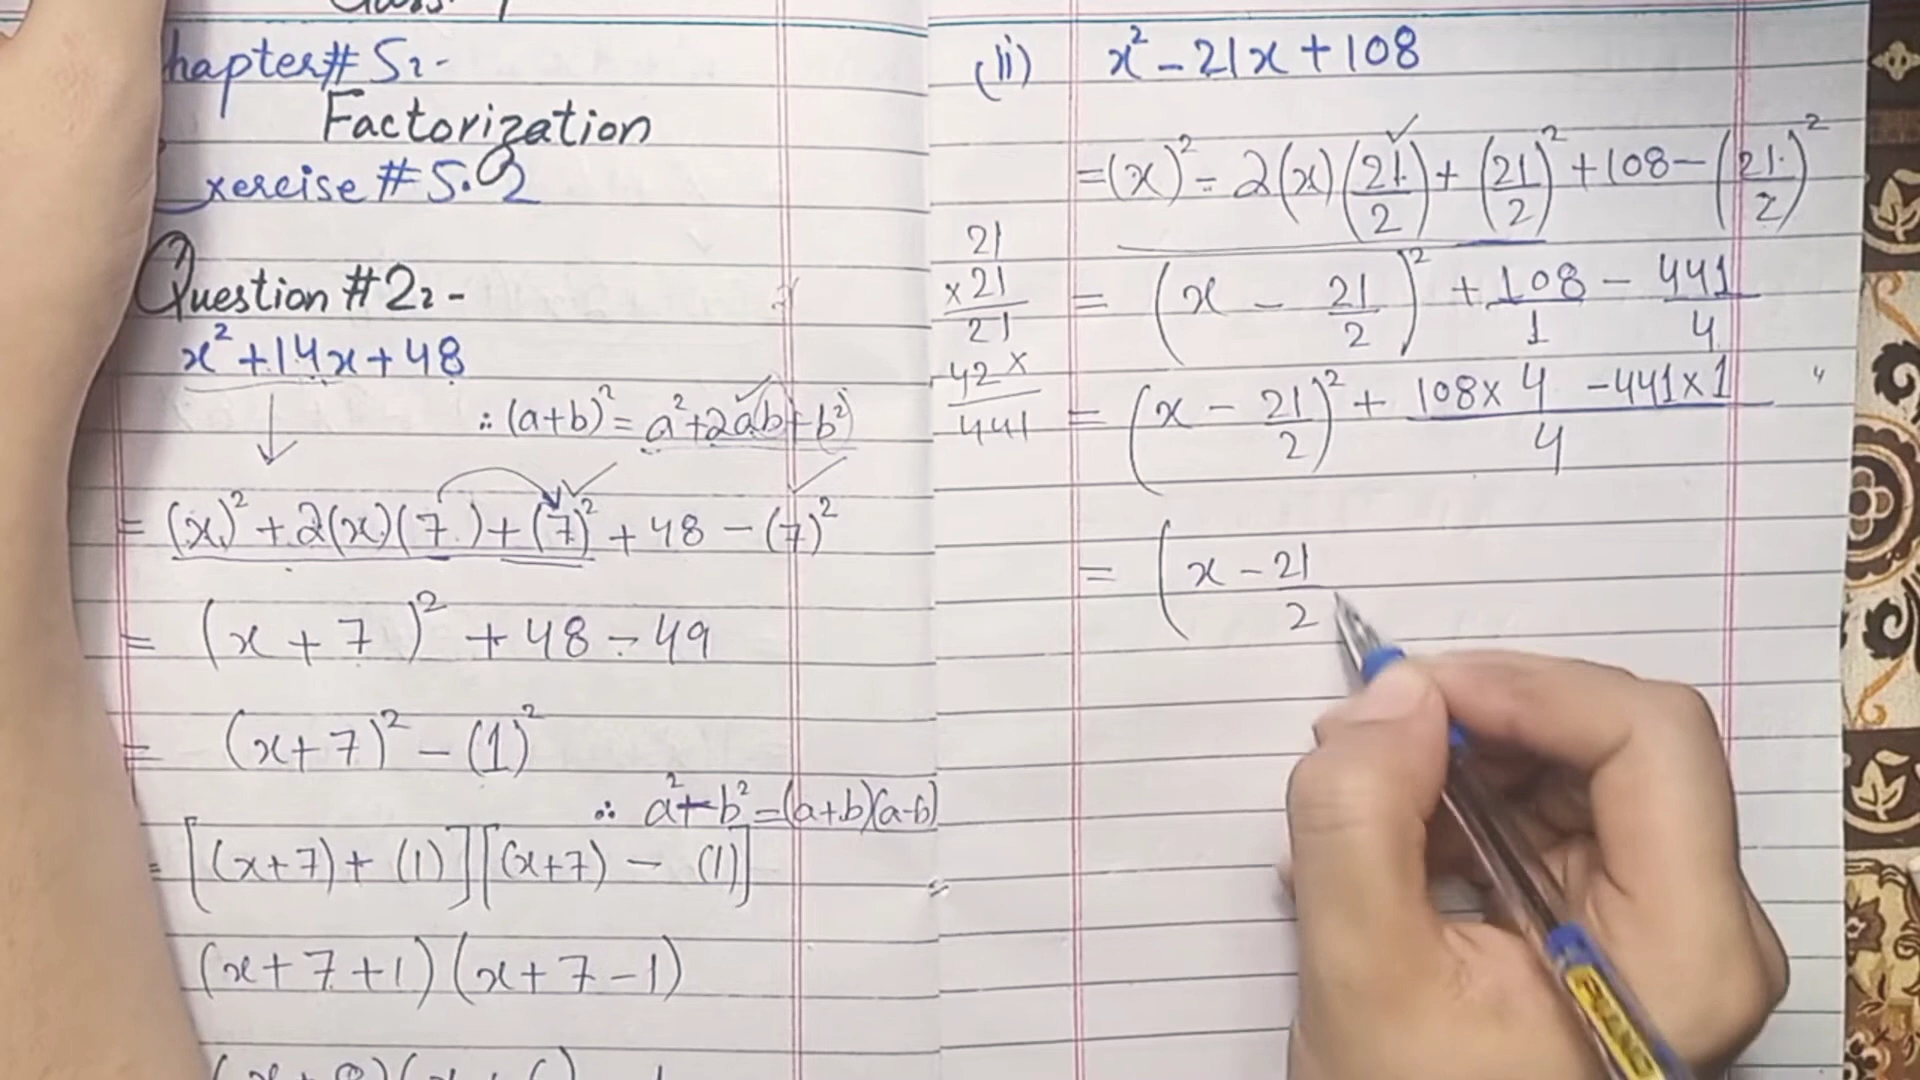 Class
hapter# 5:-
Factorization
Exercise # 5.2
Question #2:-
x² + 14x + 48
∴ (a+b)² = a² + 2ab + b²
= (x)² + 2(x)(7) + (7)² + 48 - (7)²
= (x + 7)² + 48 - 49
= (x+7)² - (1)²
∴ a² - b² = (a+b)(a-b)
= [(x+7) + (1)] [(x+7) - (1)]
(x + 7 + 1) (x + 7 - 1)
(ii) x² - 21x + 108
= (x)² - 2(x)(21/2) + (21/2)² + 108 - (21/2)²
21
×21
21
42×
441
= (x - 21/2)² + 108/1 - 441/4
= (x - 21/2)² + (108×4 - 441×1)/4
= (x - 21/2